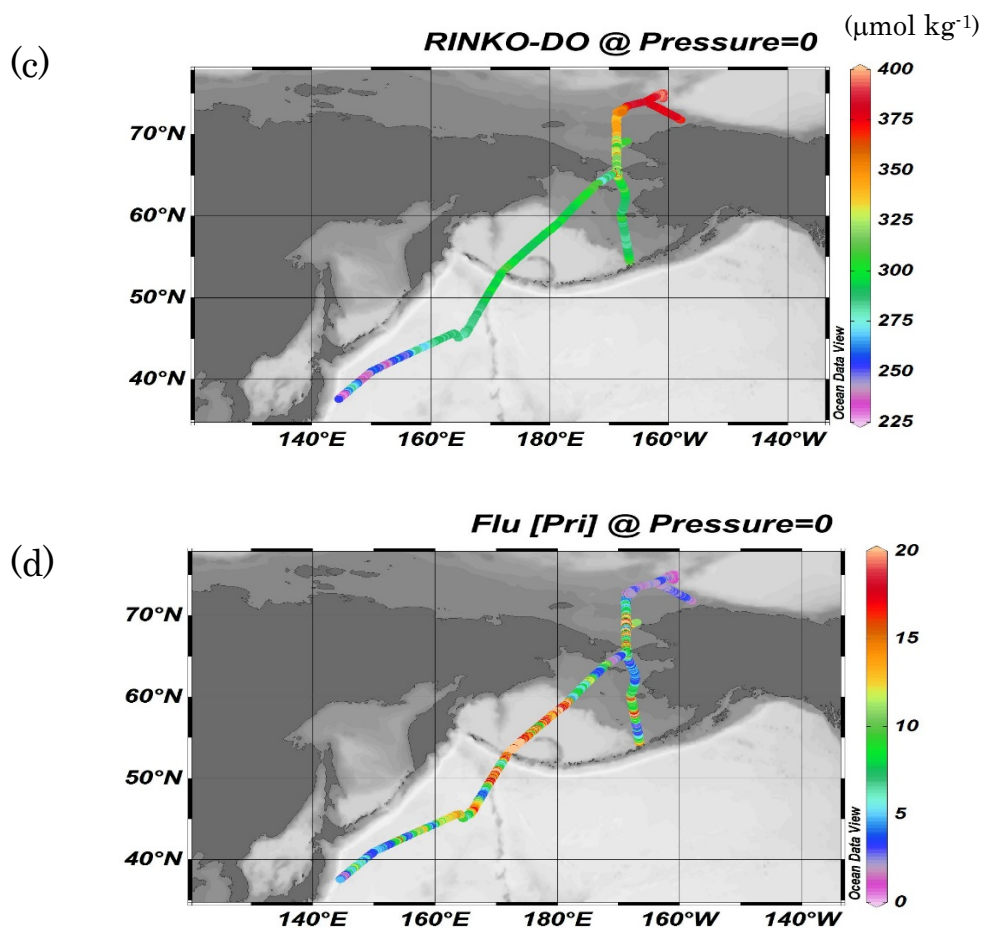 (c)
RINKO-DO @ Pressure=0
(μmol kg-1)
70°N
60°N
50°N
40°N
140°E 160°E 180°E 160°W 140°W
Ocean Data View
400
375
350
325
300
275
250
225
(d)
Flu [Pri] @ Pressure=0
70°N
60°N
50°N
40°N
140°E 160°E 180°E 160°W 140°W
Ocean Data View
20
15
10
5
0